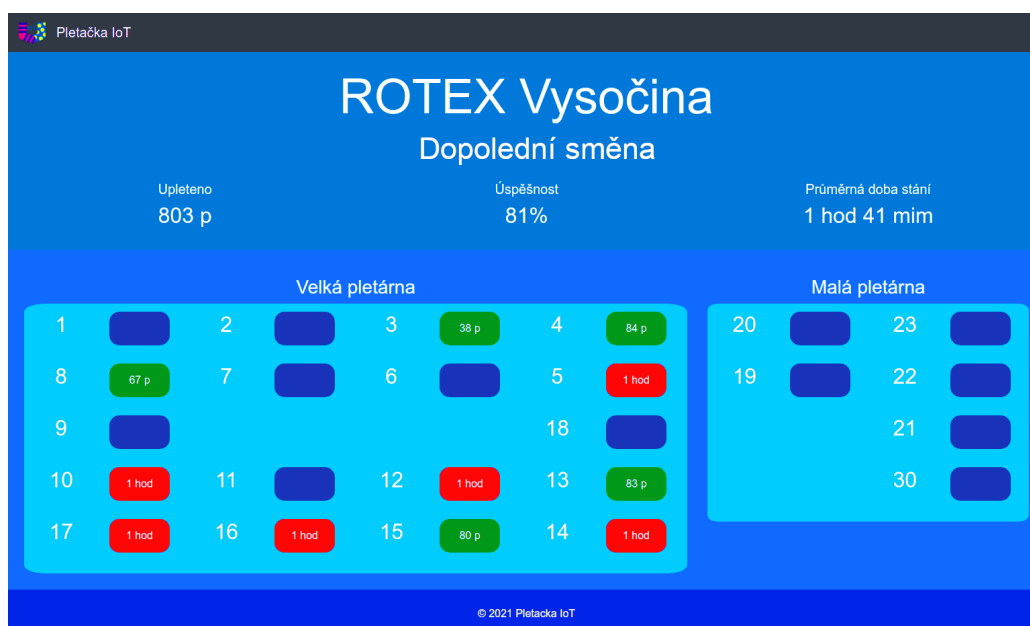 Pletačka IoT
ROTEX Vysočina
Dopolední směna
Upleteno Úspěšnost Průměrná doba stání
803 p 81% 1 hod 41 mim
Velká pletárna Malá pletárna
1 2 3 38 p 4 84 p 20 23
8 67 p 7 6 5 1 hod 19 22
9 18 21
10 1 hod 11 12 1 hod 13 83 p 30
17 1 hod 16 1 hod 15 80 p 14 1 hod
© 2021 Pletacka IoT